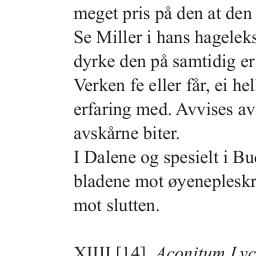 meget pris på den at den
Se Miller i hans hageleks
dyrke den på samtidig er
Verken fe eller får, ei hel
erfaring med. Avvises av
avskårne biter.
I Dalene og spesielt i Bu
bladene mot øyenepleskr
mot slutten.
XIIII [14]. Aconitum Lyc